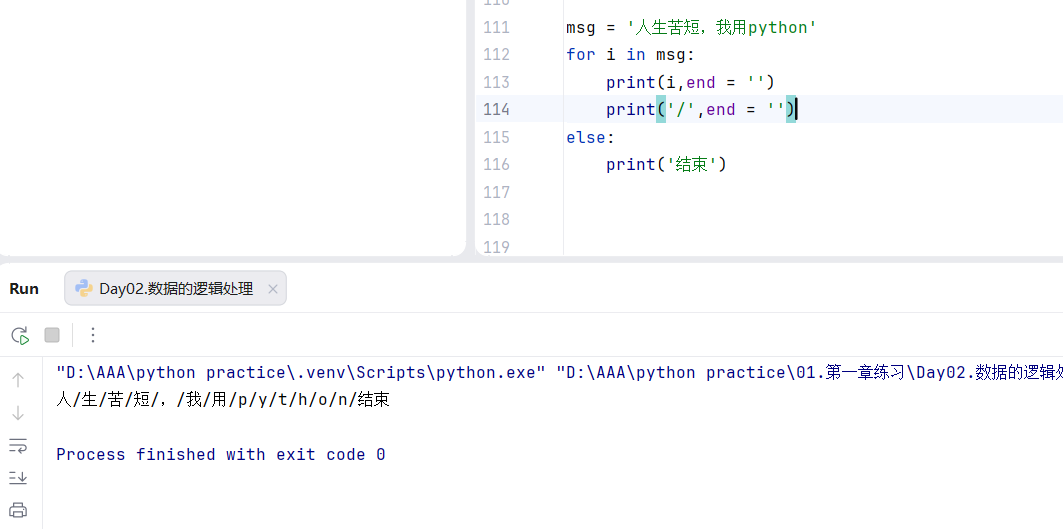 110
111 msg = '人生苦短，我用python'
112 for i in msg:
113     print(i,end = '')
114     print('/',end = '')
115 else:
116     print('结束')
117
118
119
Run Day02.数据的逻辑处理
"D:\AAA\python practice\.venv\Scripts\python.exe" "D:\AAA\python practice\01.第一章练习\Day02.数据的逻辑处
人/生/苦/短/，/我/用/p/y/t/h/o/n/结束
Process finished with exit code 0